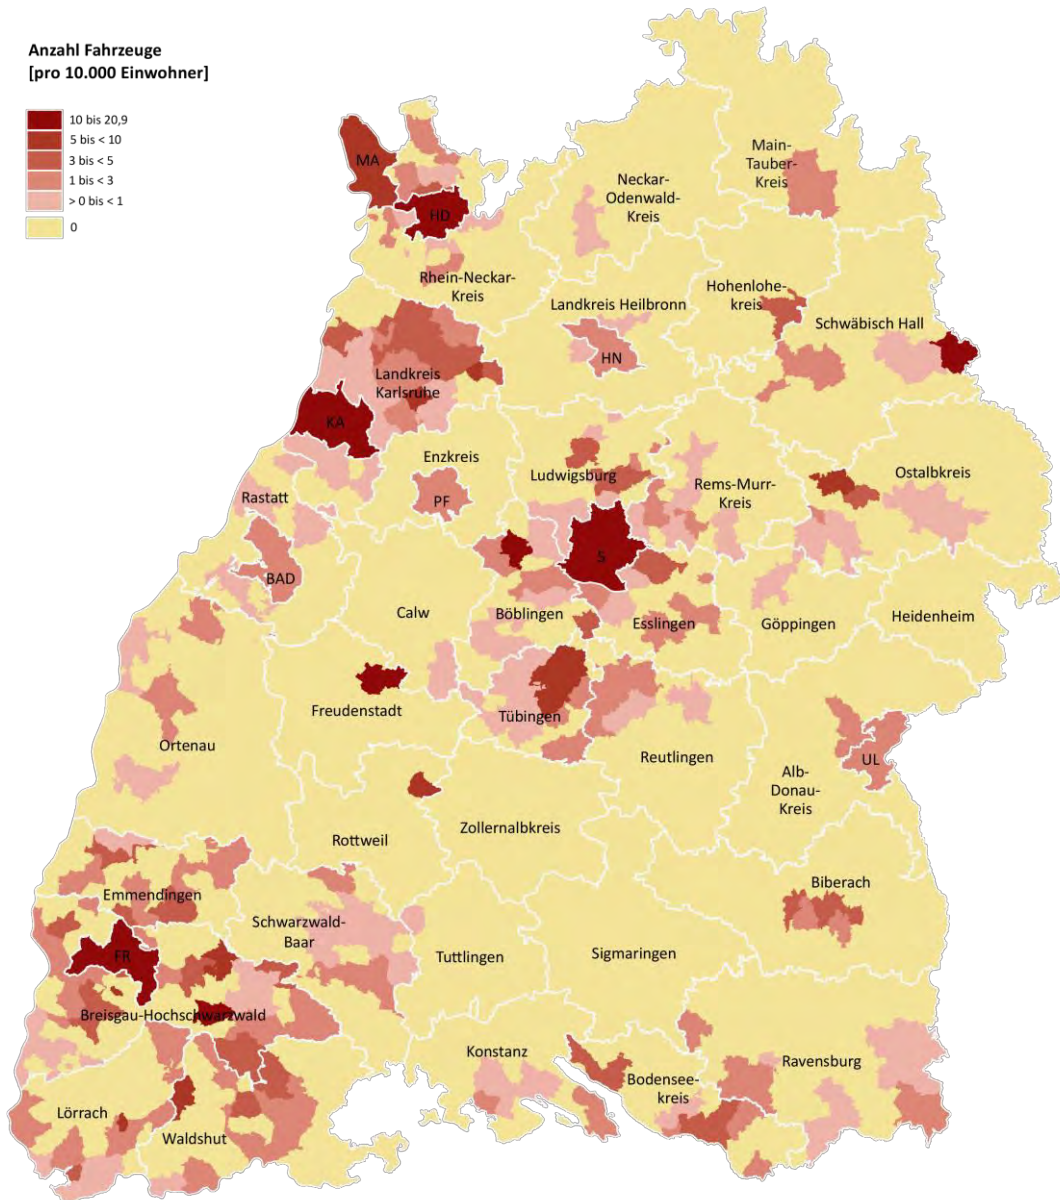 Anzahl Fahrzeuge
[pro 10.000 Einwohner]
10 bis 20,9
5 bis < 10
3 bis < 5
1 bis < 3
> 0 bis < 1
0
MA
HD
Main-
Tauber-
Kreis
Neckar-
Odenwald-
Kreis
Rhein-Neckar-
Kreis
Landkreis Heilbronn
Hohenlohe-
kreis
Schwäbisch Hall
HN
Landkreis
Karlsruhe
KA
Enzkreis
PF
Ludwigsburg
Rems-Murr-
Kreis
Ostalbkreis
Rastatt
BAD
S
Calw
Böblingen
Esslingen
Göppingen
Heidenheim
Freudenstadt
Tübingen
Ortenau
Reutlingen
UL
Alb-
Donau-
Kreis
Rottweil
Zollernalbkreis
Biberach
Emmendingen
Schwarzwald-
Baar
FR
Tuttlingen
Sigmaringen
Breisgau-Hochschwarzwald
Konstanz
Bodensee-
kreis
Ravensburg
Lörrach
Waldshut